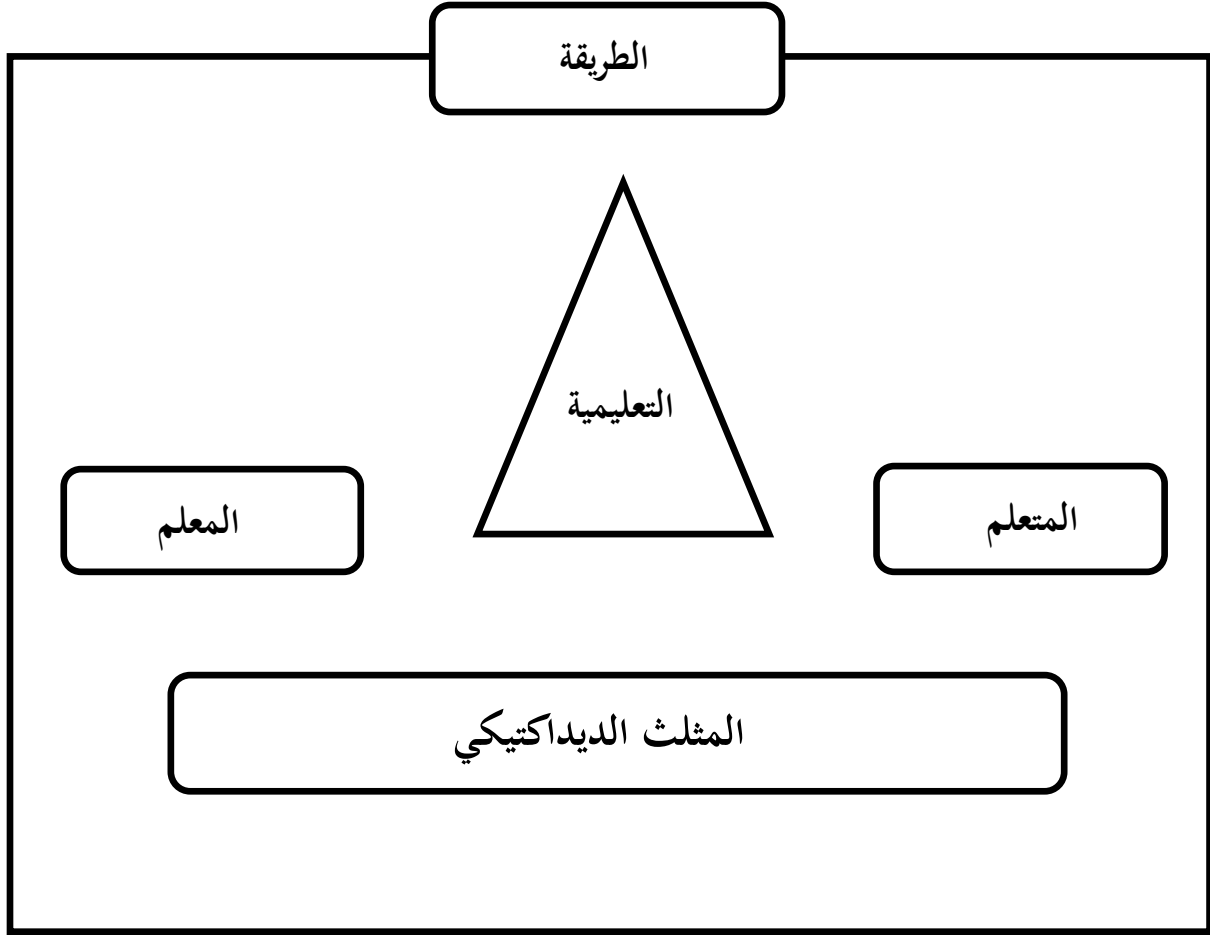 الطريقة
التعليمية
المتعلم
المعلم
المثلث الديداكتيكي